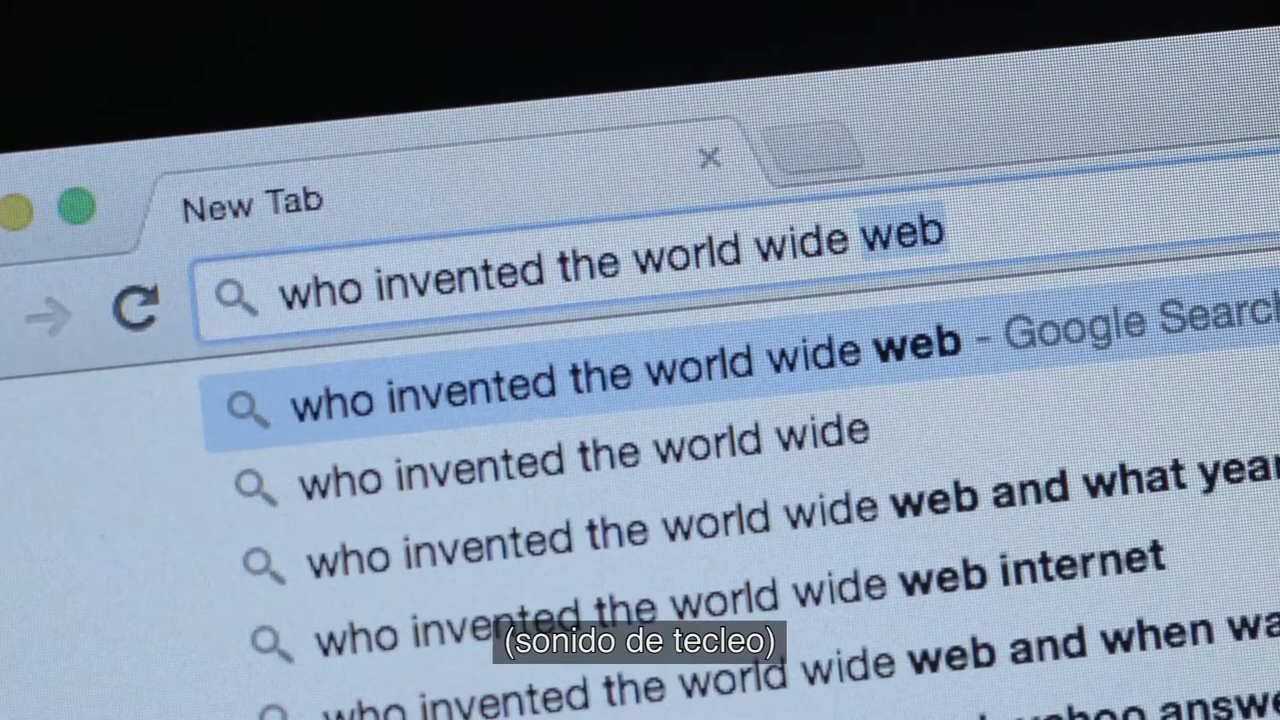 New Tab
who invented the world wide web
who invented the world wide web - Google Search
who invented the world wide
who invented the world wide web and what year
who invented the world wide web internet
(sonido de tecleo)
who invented the world wide web and when
answ